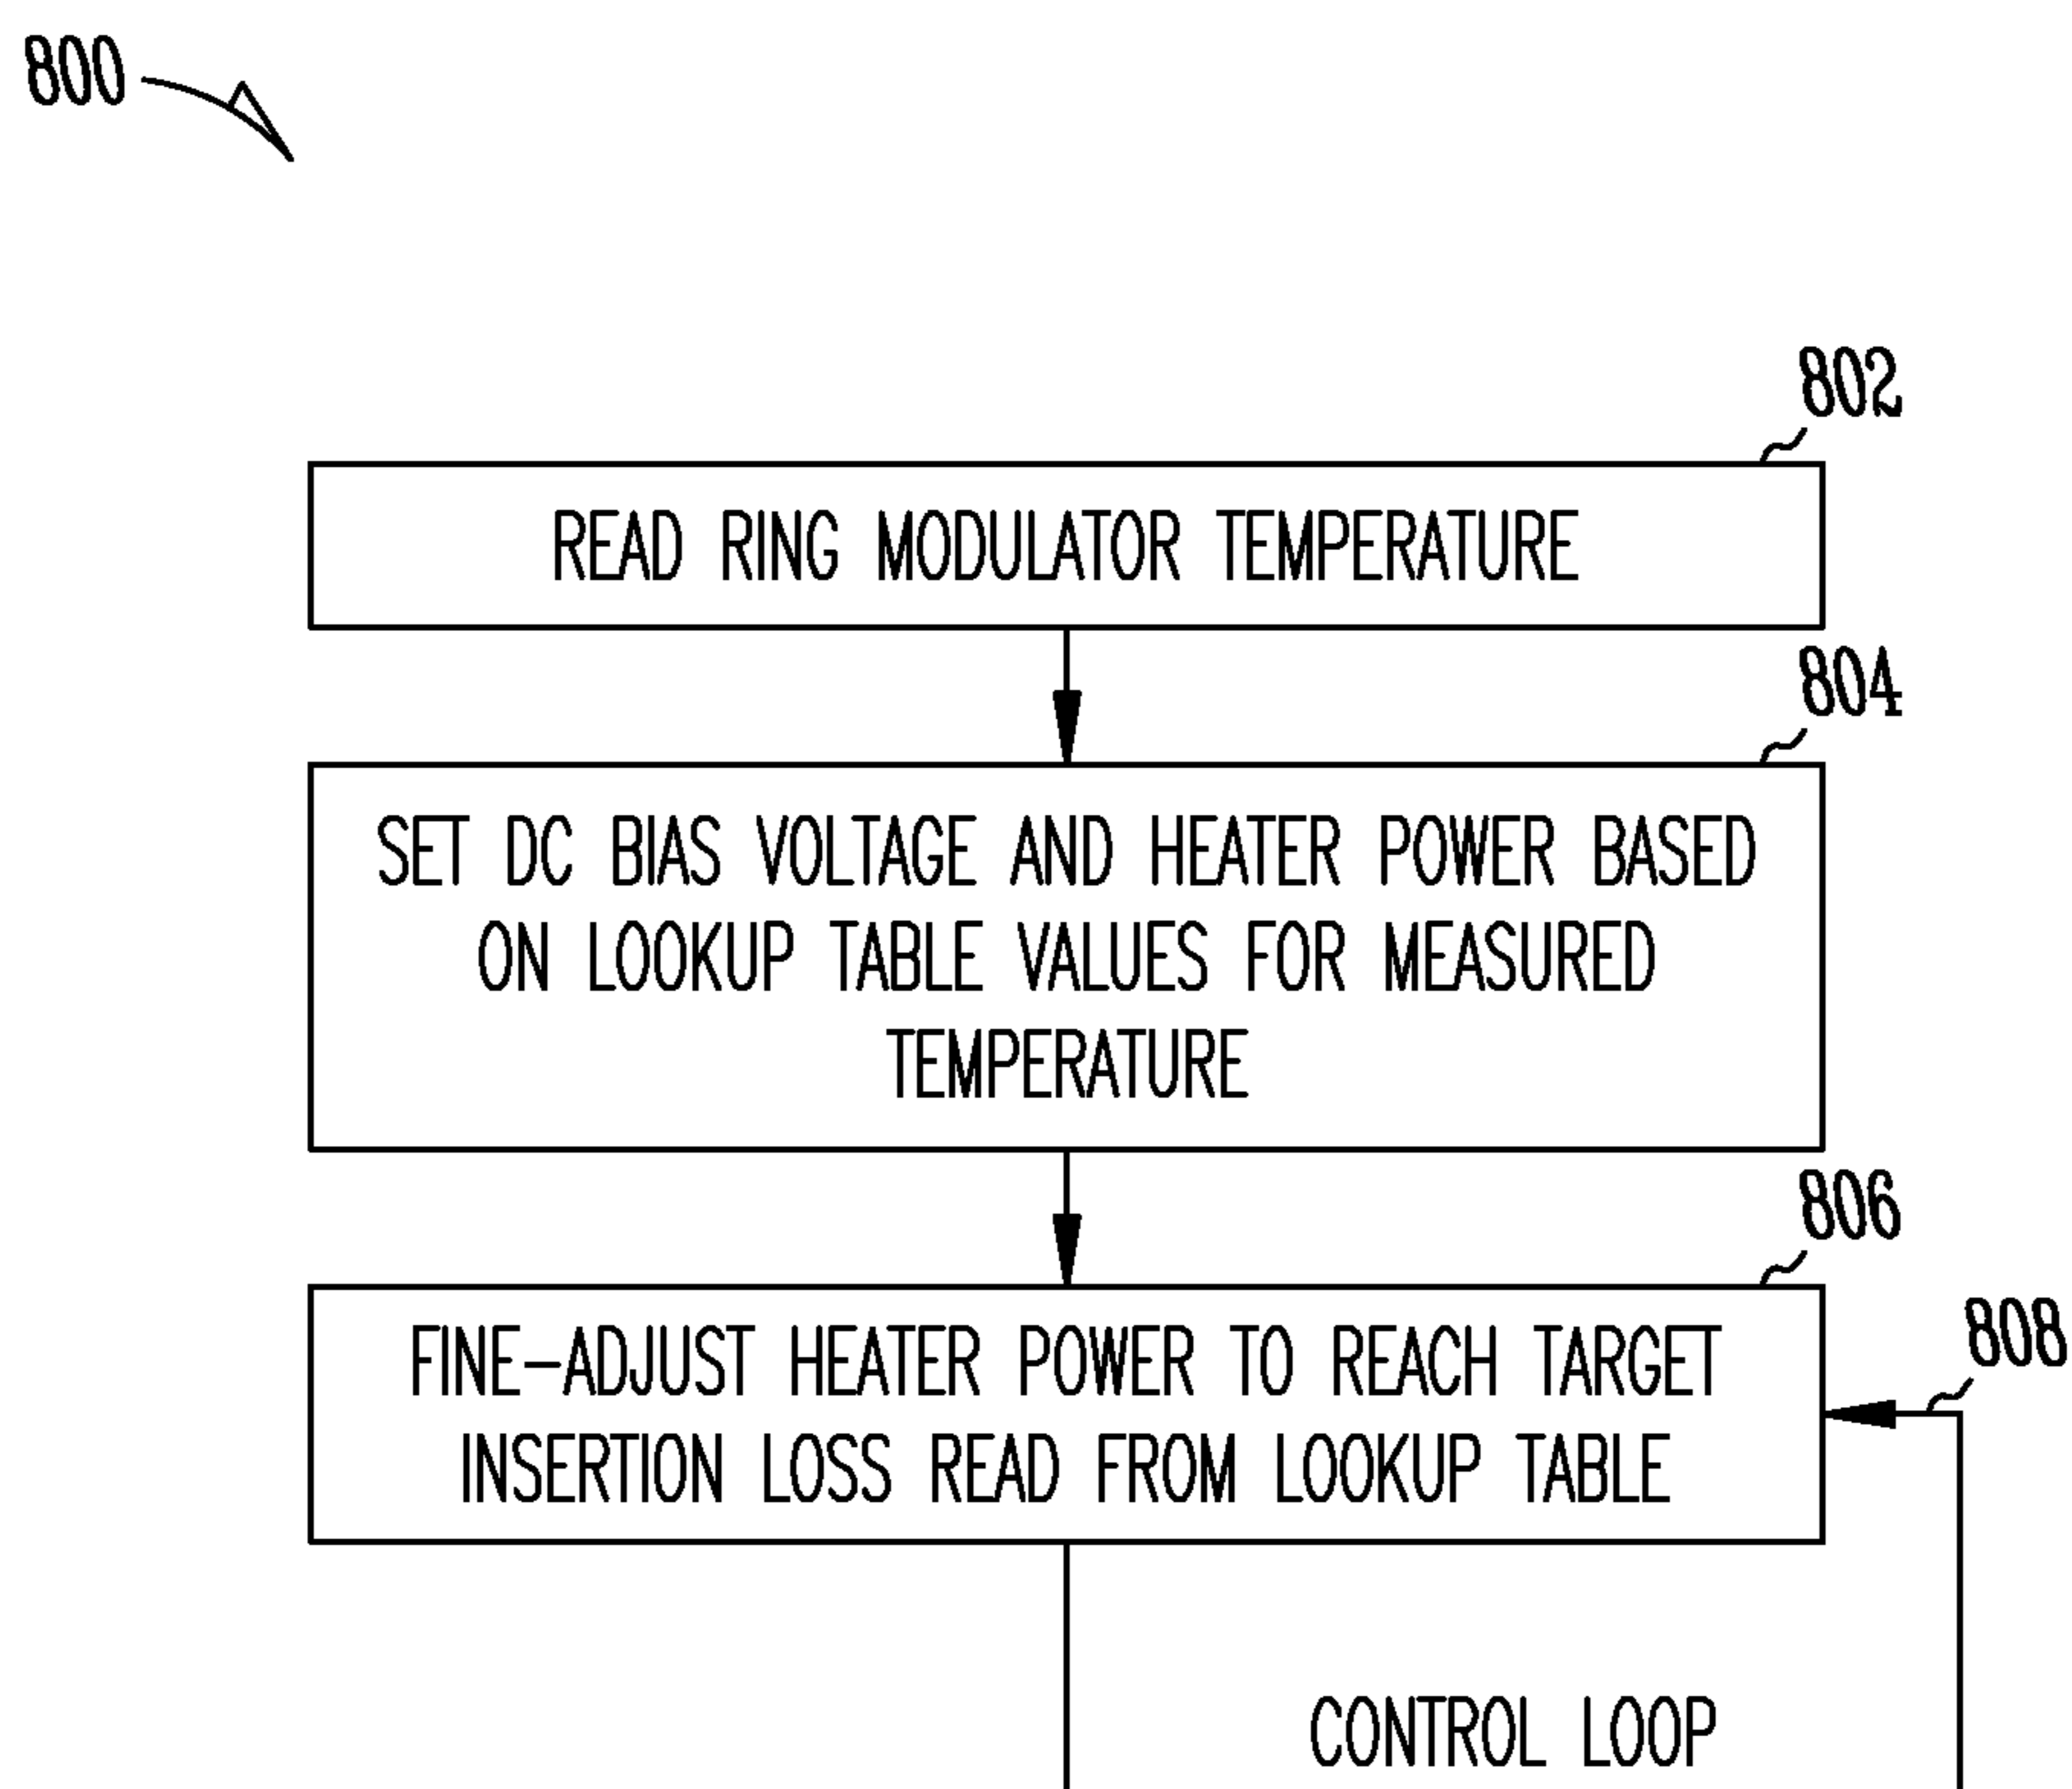 800
802
READ RING MODULATOR TEMPERATURE
804
SET DC BIAS VOLTAGE AND HEATER POWER BASED
ON LOOKUP TABLE VALUES FOR MEASURED
TEMPERATURE
806
FINE-ADJUST HEATER POWER TO REACH TARGET
INSERTION LOSS READ FROM LOOKUP TABLE
808
CONTROL LOOP